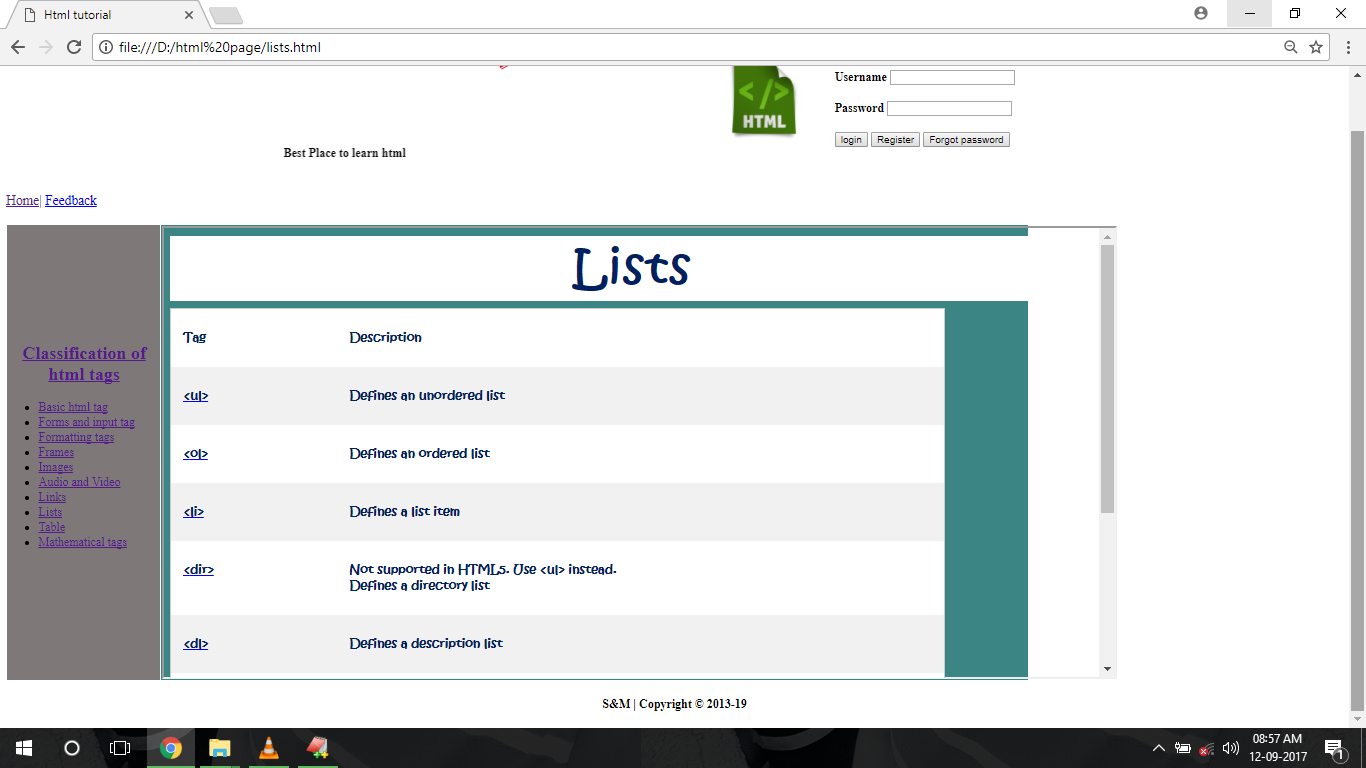 Html tutorial
file:///D:/html%20page/lists.html
</>
HTML
Username
Password
login Register Forgot password
Best Place to learn html
Home| Feedback
Lists
Classification of
html tags
Basic html tag
Forms and input tag
Formatting tags
Frames
Images
Audio and Video
Links
Lists
Table
Mathematical tags
Tag Description
<ul> Defines an unordered list
<ol> Defines an ordered list
<li> Defines a list item
<dir> Not supported in HTML5. Use <ul> instead.
Defines a directory list
<dl> Defines a description list
S&M | Copyright © 2013-19
08:57 AM
12-09-2017
1